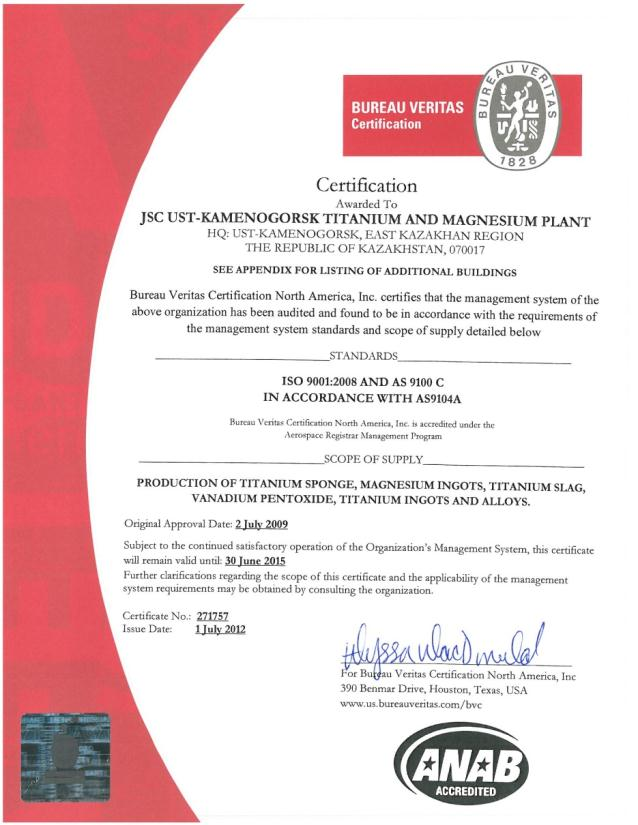 BUREAU VERITAS
Certification
BUREAU VERITAS
1828
Certification
Awarded To
JSC UST-KAMENOGORSK TITANIUM AND MAGNESIUM PLANT
HQ: UST-KAMENOGORSK, EAST KAZAKHAN REGION
THE REPUBLIC OF KAZAKHSTAN, 070017
SEE APPENDIX FOR LISTING OF ADDITIONAL BUILDINGS
Bureau Veritas Certification North America, Inc. certifies that the management system of the
above organization has been audited and found to be in accordance with the requirements of
the management system standards and scope of supply detailed below
STANDARDS
ISO 9001:2008 AND AS 9100 C
IN ACCORDANCE WITH AS9104A
Bureau Veritas Certification North America, Inc. is accredited under the
Aerospace Registrar Management Program
SCOPE OF SUPPLY
PRODUCTION OF TITANIUM SPONGE, MAGNESIUM INGOTS, TITANIUM SLAG,
VANADIUM PENTOXIDE, TITANIUM INGOTS AND ALLOYS.
Original Approval Date: 2 July 2009
Subject to the continued satisfactory operation of the Organization's Management System, this certificate
will remain valid until: 30 June 2015
Further clarifications regarding the scope of this certificate and the applicability of the management
system requirements may be obtained by consulting the organization.
Certificate No.: 271757
Issue Date: 1 July 2012
Alyssa MacDonald
For Bureau Veritas Certification North America, Inc
390 Benmar Drive, Houston, Texas, USA
www.us.bureauveritas.com/bvc
ANAB
ACCREDITED